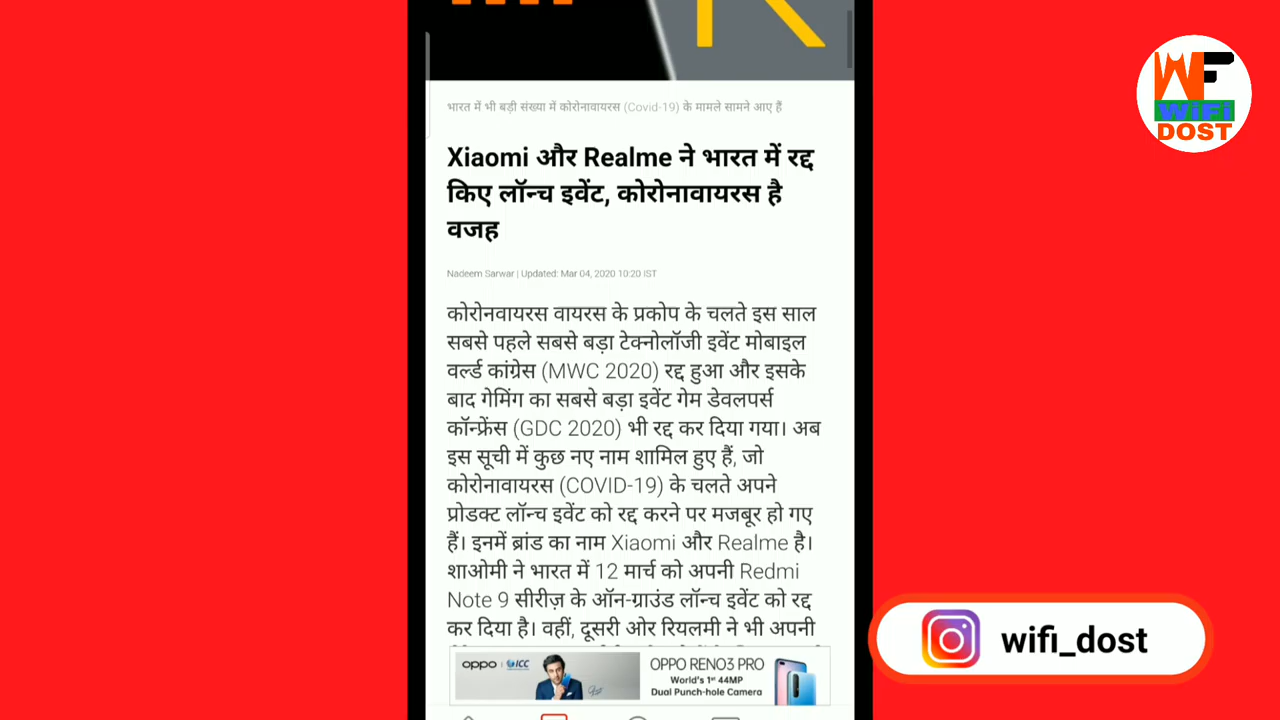 भारत में भी बड़ी संख्या में कोरोनावायरस (Covid-19) के मामले सामने आए हैं
Xiaomi और Realme ने भारत में रद्द
किए लॉन्च इवेंट, कोरोनावायरस है
वजह
Nadeem Sarwar | Updated: Mar 04, 2020 10:20 IST
कोरोनवायरस वायरस के प्रकोप के चलते इस साल
सबसे पहले सबसे बड़ा टेक्नोलॉजी इवेंट मोबाइल
वर्ल्ड कांग्रेस (MWC 2020) रद्द हुआ और इसके
बाद गेमिंग का सबसे बड़ा इवेंट गेम डेवलपर्स
कॉन्फ्रेंस (GDC 2020) भी रद्द कर दिया गया। अब
इस सूची में कुछ नए नाम शामिल हुए हैं, जो
कोरोनावायरस (COVID-19) के चलते अपने
प्रोडक्ट लॉन्च इवेंट को रद्द करने पर मजबूर हो गए
हैं। इनमें ब्रांड का नाम Xiaomi और Realme है।
शाओमी ने भारत में 12 मार्च को अपनी Redmi
Note 9 सीरीज़ के ऑन-ग्राउंड लॉन्च इवेंट को रद्द
कर दिया है। वहीं, दूसरी ओर रियलमी ने भी अपनी
oppo ICC
OPPO RENO3 PRO
World's 1st 44MP
Dual Punch-hole Camera
WF
WiFi
DOST
wifi_dost